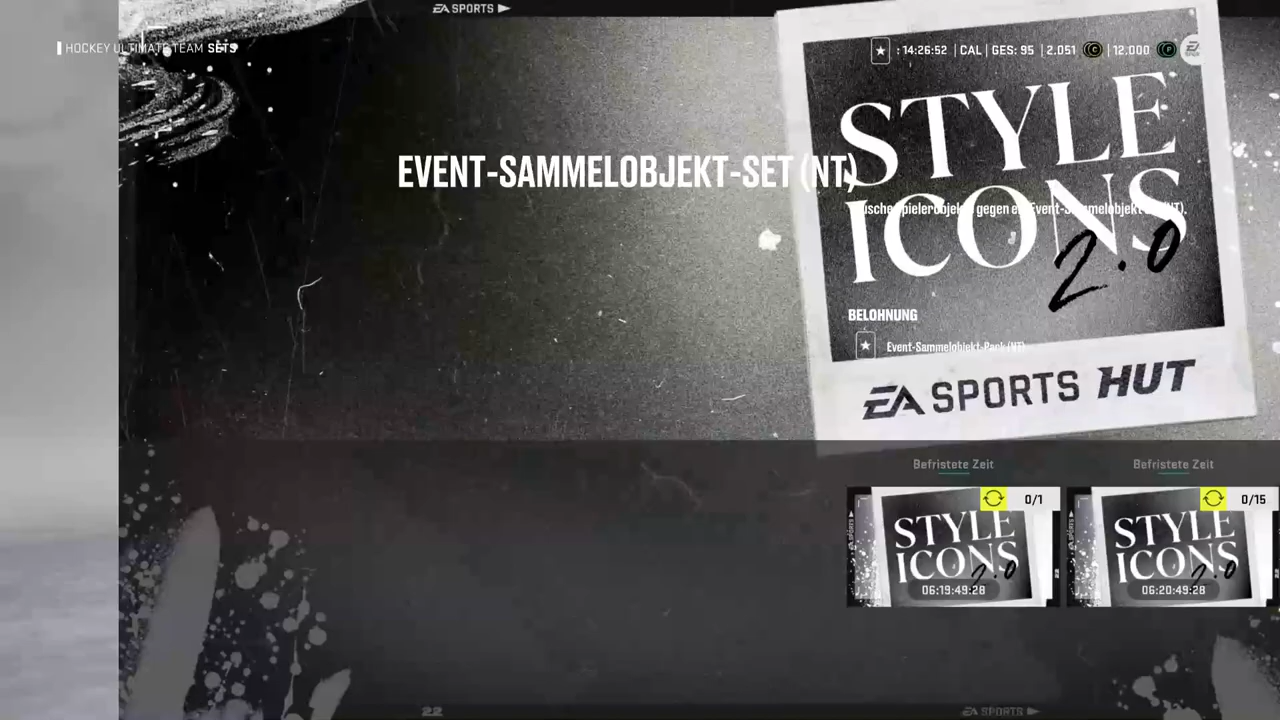 EA SPORTS
HOCKEY ULTIMATE TEAM SETS
: 14:26:52 | CAL | GES: 95 | 2.051 | 12.000
STYLE
ICONS
2.0
EVENT-SAMMELOBJEKT-SET (NT)
gegen Event-Sammelobjekt
BELOHNUNG
Event-Sammelobjekt-Pack (NT)
EA SPORTS HUT
Befristete Zeit
Befristete Zeit
0/1
0/15
STYLE
ICONS
2.0
STYLE
ICONS
2.0
06:19:49:28
06:20:49:28
22
EA SPORTS